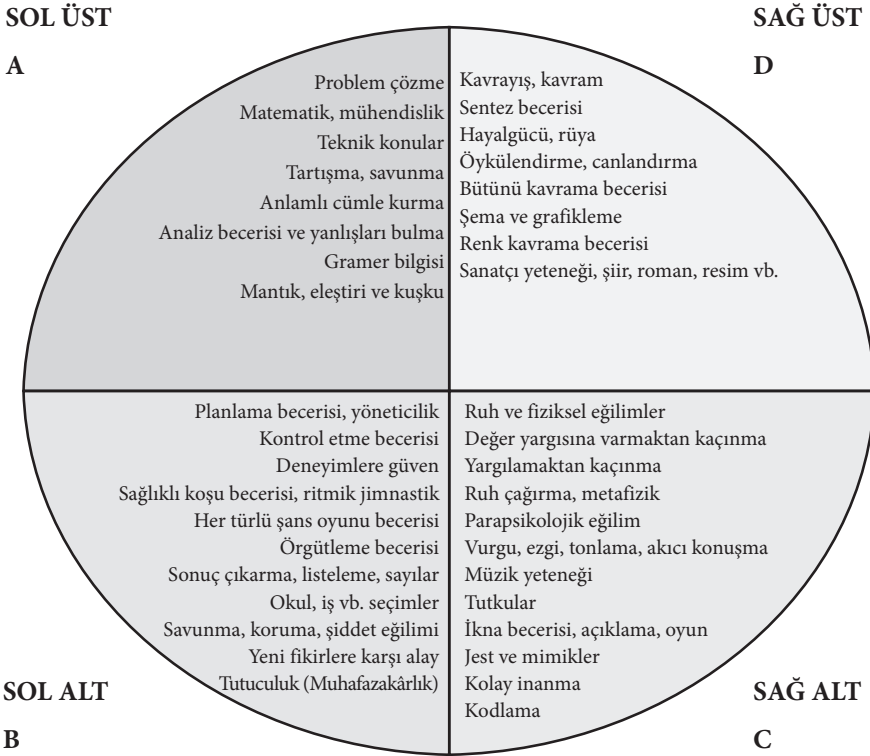 SOL ÜST
A
Problem çözme
Matematik, mühendislik
Teknik konular
Tartışma, savunma
Anlamlı cümle kurma
Analiz becerisi ve yanlışları bulma
Gramer bilgisi
Mantık, eleştiri ve kuşku
SAĞ ÜST
D
Kavrayış, kavram
Sentez becerisi
Hayalgücü, rüya
Öykülendirme, canlandırma
Bütünü kavrama becerisi
Şema ve grafikleme
Renk kavrama becerisi
Sanatçı yeteneği, şiir, roman, resim vb.
Planlama becerisi, yöneticilik
Kontrol etme becerisi
Deneyimlere güven
Sağlıklı koşu becerisi, ritmik jimnastik
Her türlü şans oyunu becerisi
Örgütleme becerisi
Sonuç çıkarma, listeleme, sayılar
Okul, iş vb. seçimler
Savunma, koruma, şiddet eğilimi
Yeni fikirlere karşı alay
Tutuculuk (Muhafazakârlık)
SOL ALT
B
Ruh ve fiziksel eğilimler
Değer yargısına varmaktan kaçınma
Yargılamaktan kaçınma
Ruh çağırma, metafizik
Parapsikolojik eğilim
Vurgu, ezgi, tonlama, akıcı konuşma
Müzik yeteneği
Tutkular
İkna becerisi, açıklama, oyun
Jest ve mimikler
Kolay inanma
Kodlama
SAĞ ALT
C